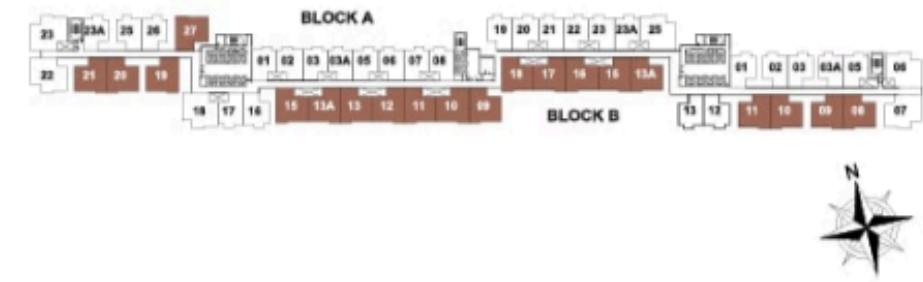 BLOCK A
23 23A 25 26 27
19 20 21 22 23 23A 25
01 02 03 03A 05 06 07 08
01 02 03 03A 05 06
22 21 20 19
18 17 16 15 13A
18 17 16
15 13A 13 12 11 10 09
BLOCK B
13 12 11 10 09 08 07
N